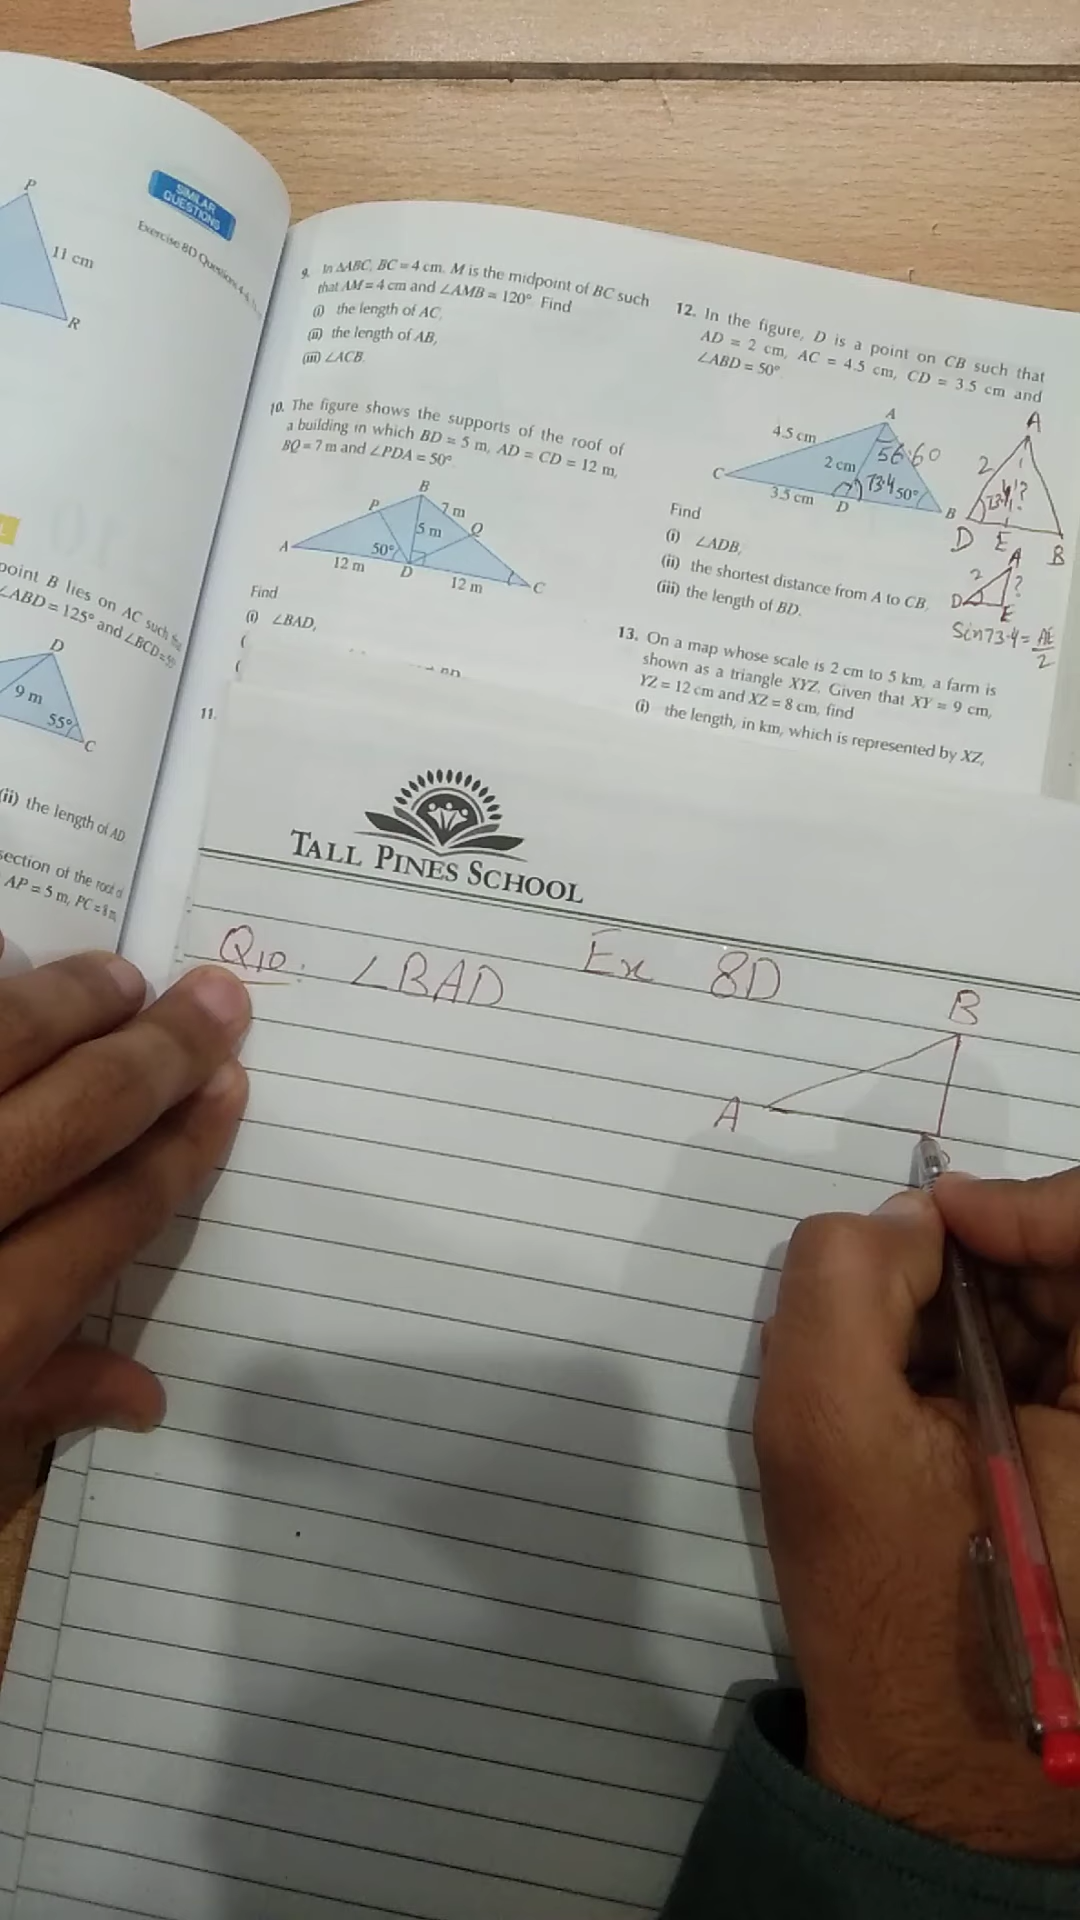 P
11 cm
R
SIMILAR
QUESTIONS
Exercise 8D Questions
point B lies on AC such
∠ABD = 125° and ∠BCD =
D
9 m
55°
C
(ii) the length of AD
section of the roof of
AP = 5 m, PC = 8 m,
9. In ΔABC, BC = 4 cm. M is the midpoint of BC such
that AM = 4 cm and ∠AMB = 120°. Find
(i) the length of AC,
(ii) the length of AB,
(iii) ∠ACB.
10. The figure shows the supports of the roof of
a building in which BD = 5 m, AD = CD = 12 m,
BQ = 7 m and ∠PDA = 50°.
B
P
7 m
Q
5 m
A
50°
12 m
D
12 m
C
Find
(i) ∠BAD,
11.
12. In the figure, D is a point on CB such that
AD = 2 cm, AC = 4.5 cm, CD = 3.5 cm and
∠ABD = 50°.
A
4.5 cm
56.60
C
2 cm
73.4
50°
3.5 cm
D
B
A
2
73.4
?
D
E
B
A
2
?
D
E
Sin73.4 = AE
2
Find
(i) ∠ADB,
(ii) the shortest distance from A to CB,
(iii) the length of BD.
13. On a map whose scale is 2 cm to 5 km, a farm is
shown as a triangle XYZ. Given that XY = 9 cm,
YZ = 12 cm and XZ = 8 cm, find
(i) the length, in km, which is represented by XZ,
TALL PINES SCHOOL
Q10. ∠BAD
Ex 8D
B
A